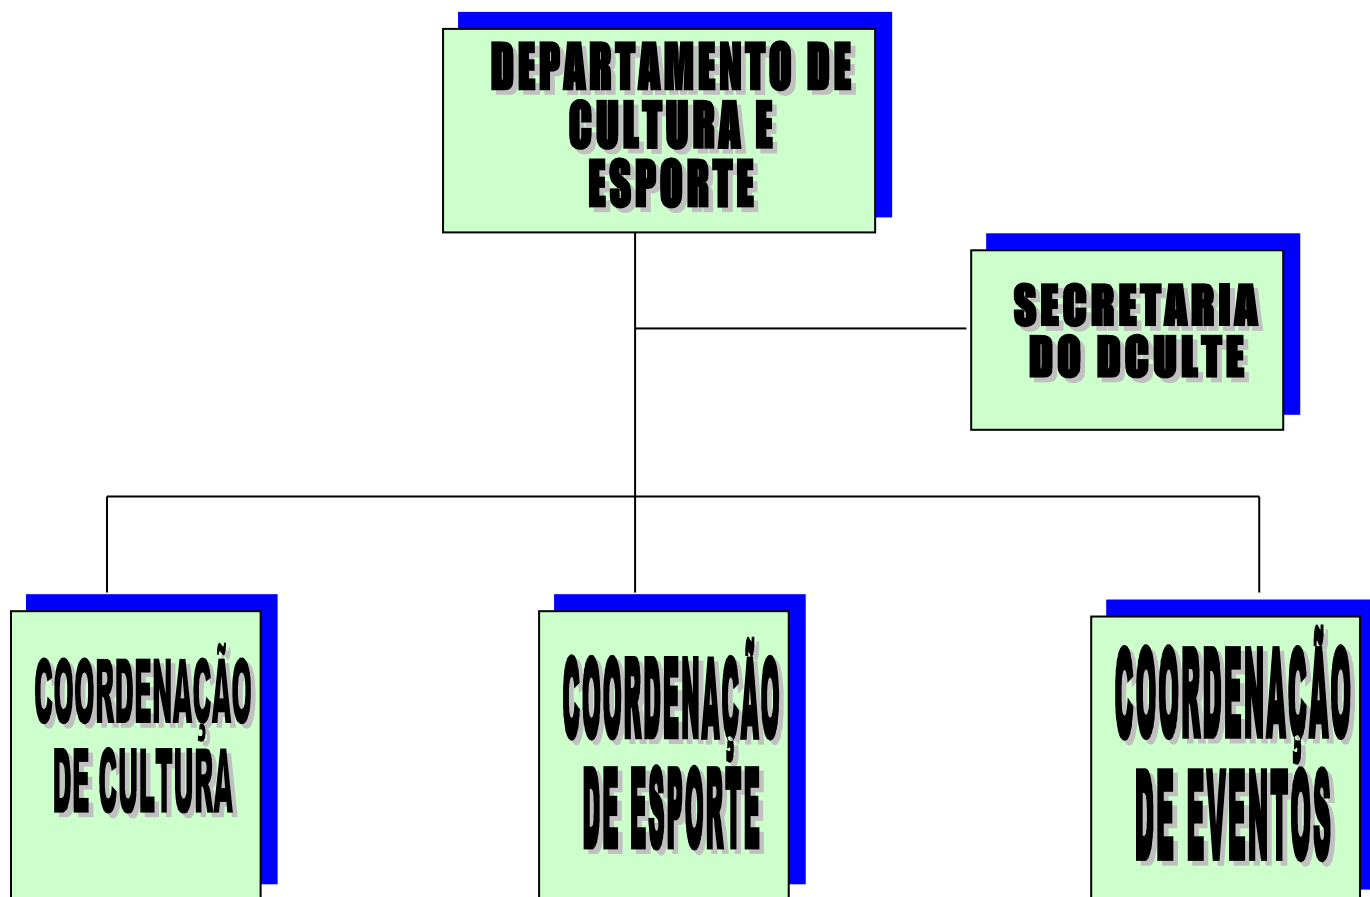 DEPARTAMENTO DE
CULTURA E
ESPORTE
SECRETARIA
DO DCULTE
COORDENAÇÃO
DE CULTURA
COORDENAÇÃO
DE ESPORTE
COORDENAÇÃO
DE EVENTOS